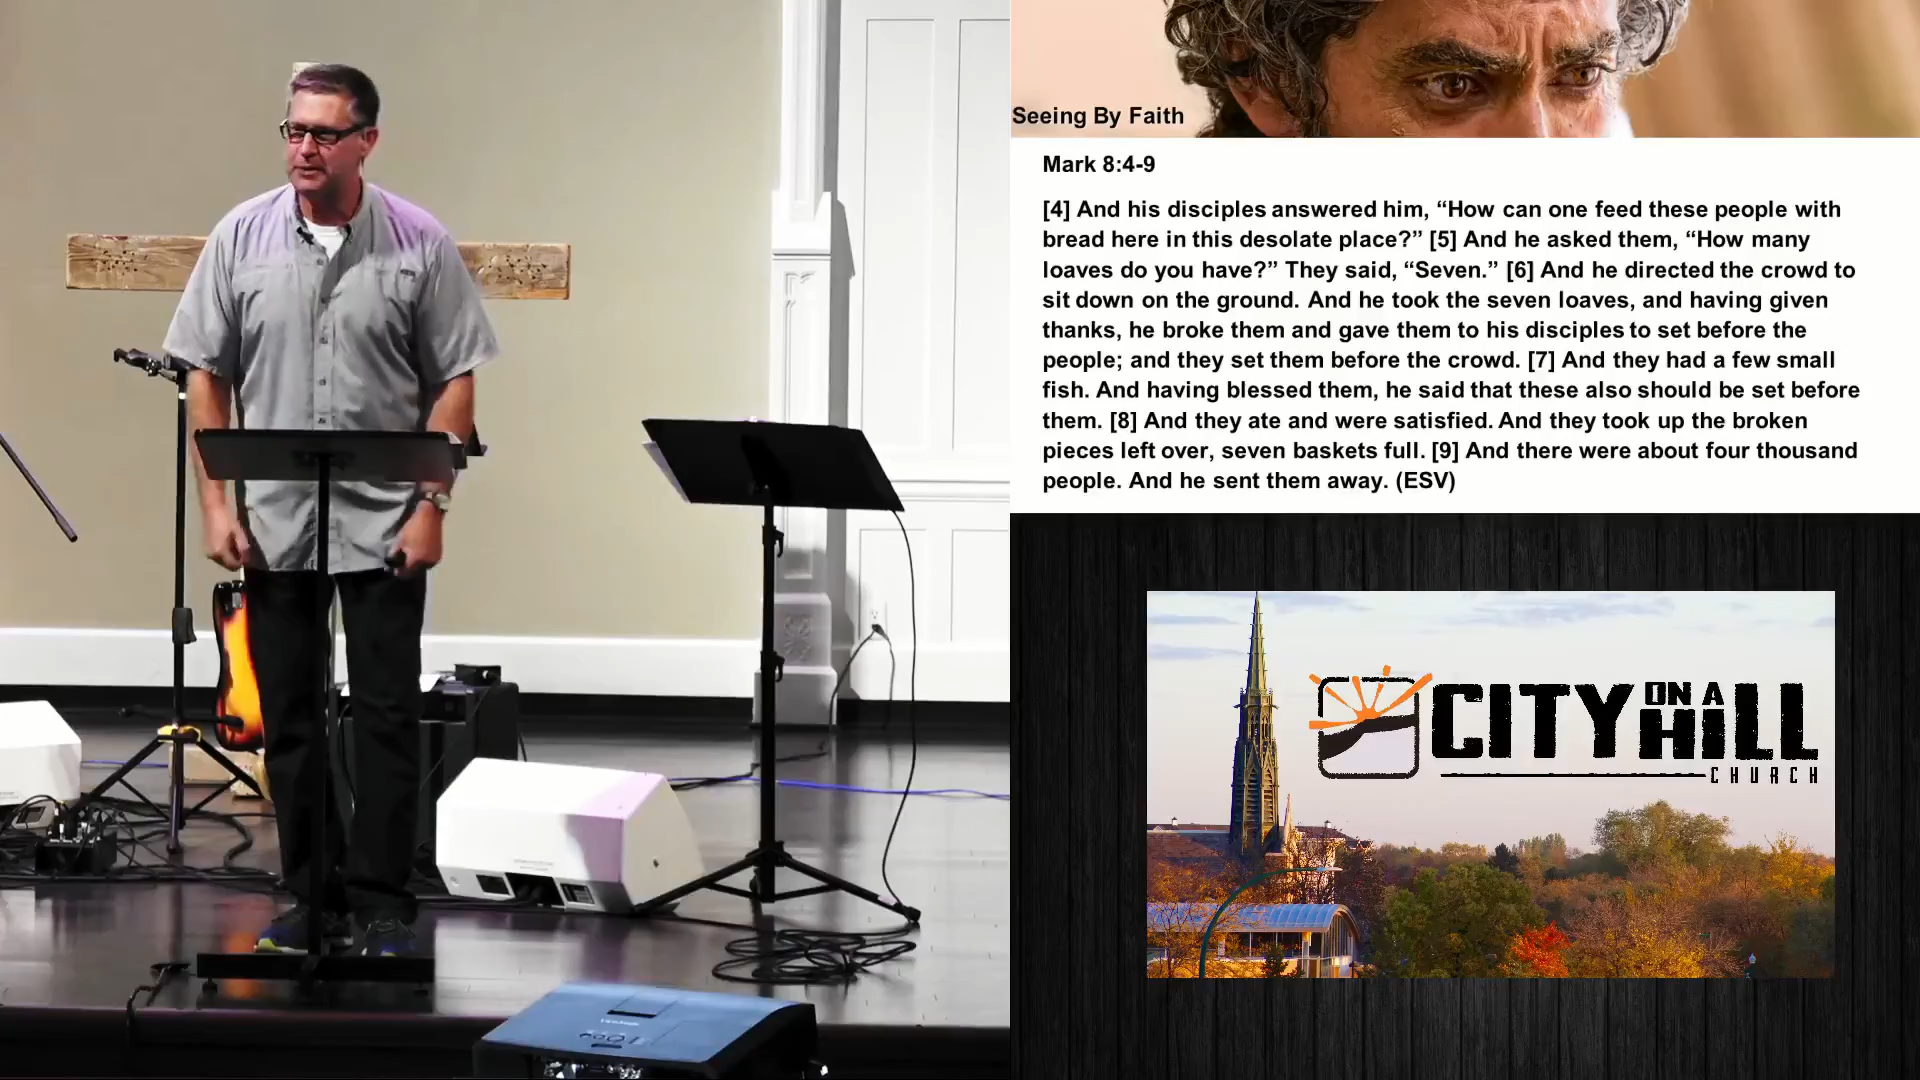 Seeing By Faith
Mark 8:4-9
[4] And his disciples answered him, “How can one feed these people with
bread here in this desolate place?” [5] And he asked them, “How many
loaves do you have?” They said, “Seven.” [6] And he directed the crowd to
sit down on the ground. And he took the seven loaves, and having given
thanks, he broke them and gave them to his disciples to set before the
people; and they set them before the crowd. [7] And they had a few small
fish. And having blessed them, he said that these also should be set before
them. [8] And they ate and were satisfied. And they took up the broken
pieces left over, seven baskets full. [9] And there were about four thousand
people. And he sent them away. (ESV)
CITY ON A HILL
CHURCH